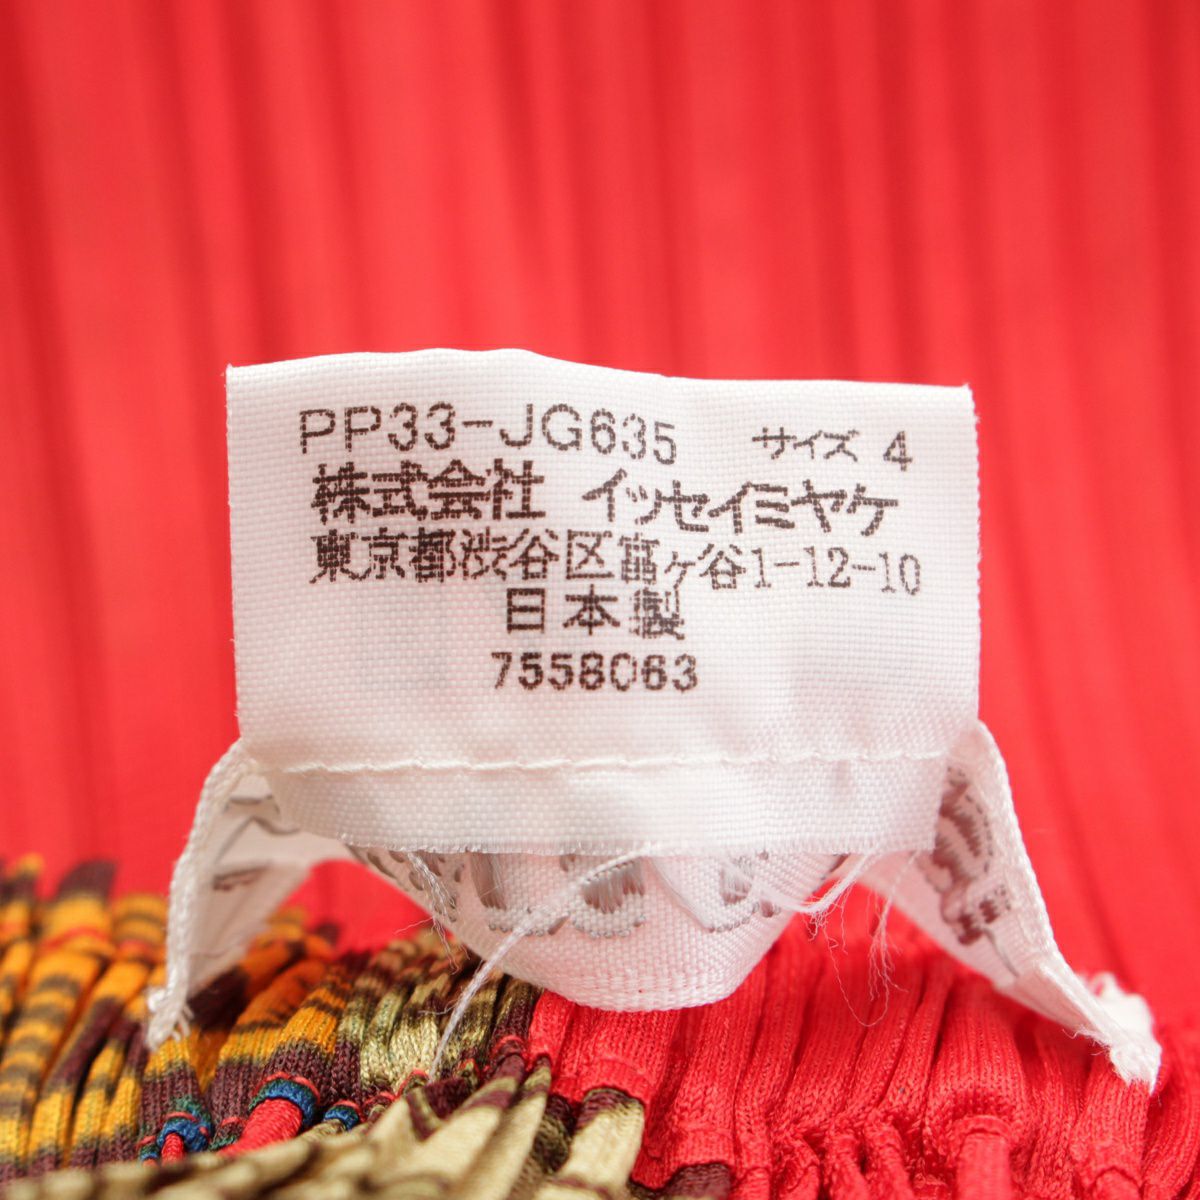 PP33-JG635 サイズ 4
株式会社 イッセイミヤケ
東京都渋谷区富ヶ谷1-12-10
日本製
7558063